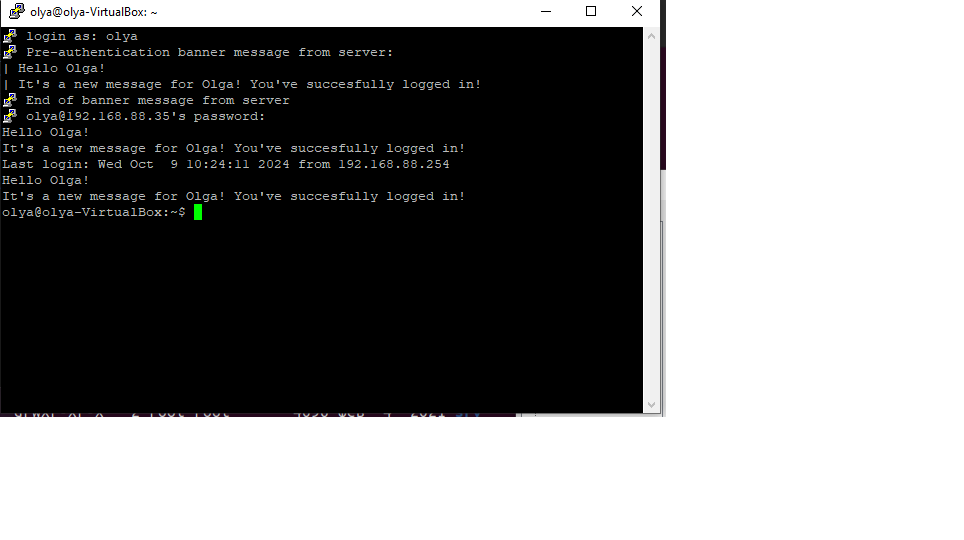 olya@olya-VirtualBox: ~
login as: olya
Pre-authentication banner message from server:
| Hello Olga!
| It's a new message for Olga! You've succesfully logged in!
End of banner message from server
olya@192.168.88.35's password:
Hello Olga!
It's a new message for Olga! You've succesfully logged in!
Last login: Wed Oct  9 10:24:11 2024 from 192.168.88.254
Hello Olga!
It's a new message for Olga! You've succesfully logged in!
olya@olya-VirtualBox:~$